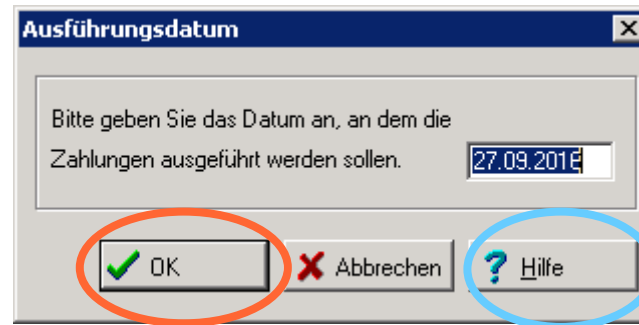 Ausführungsdatum
Bitte geben Sie das Datum an, an dem die
Zahlungen ausgeführt werden sollen. 27.09.2016
OK Abbrechen Hilfe